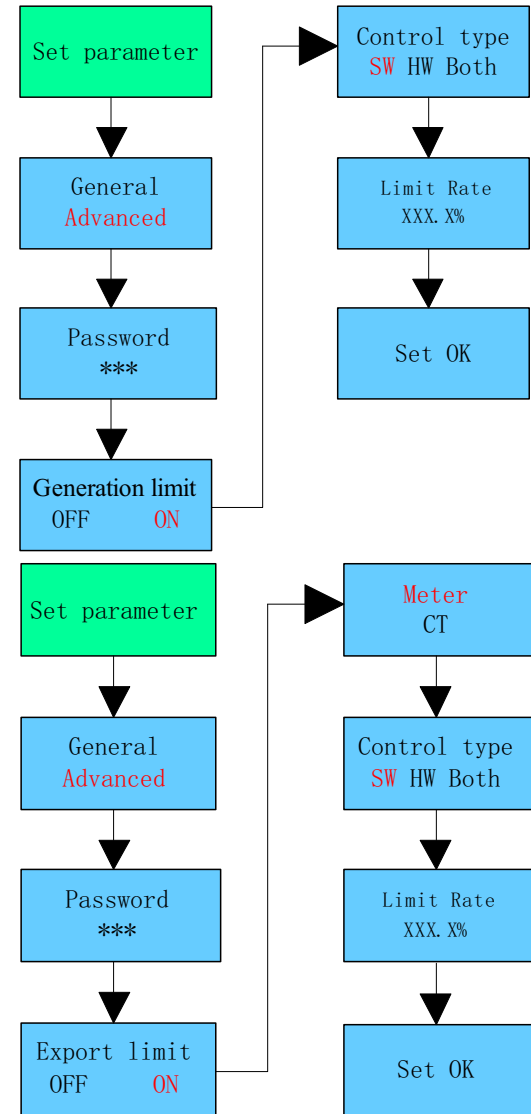 Set parameter
General
Advanced
Password
***
Generation limit
OFF ON
Control type
SW HW Both
Limit Rate
XXX.X%
Set OK
Set parameter
General
Advanced
Password
***
Export limit
OFF ON
Meter
CT
Control type
SW HW Both
Limit Rate
XXX.X%
Set OK